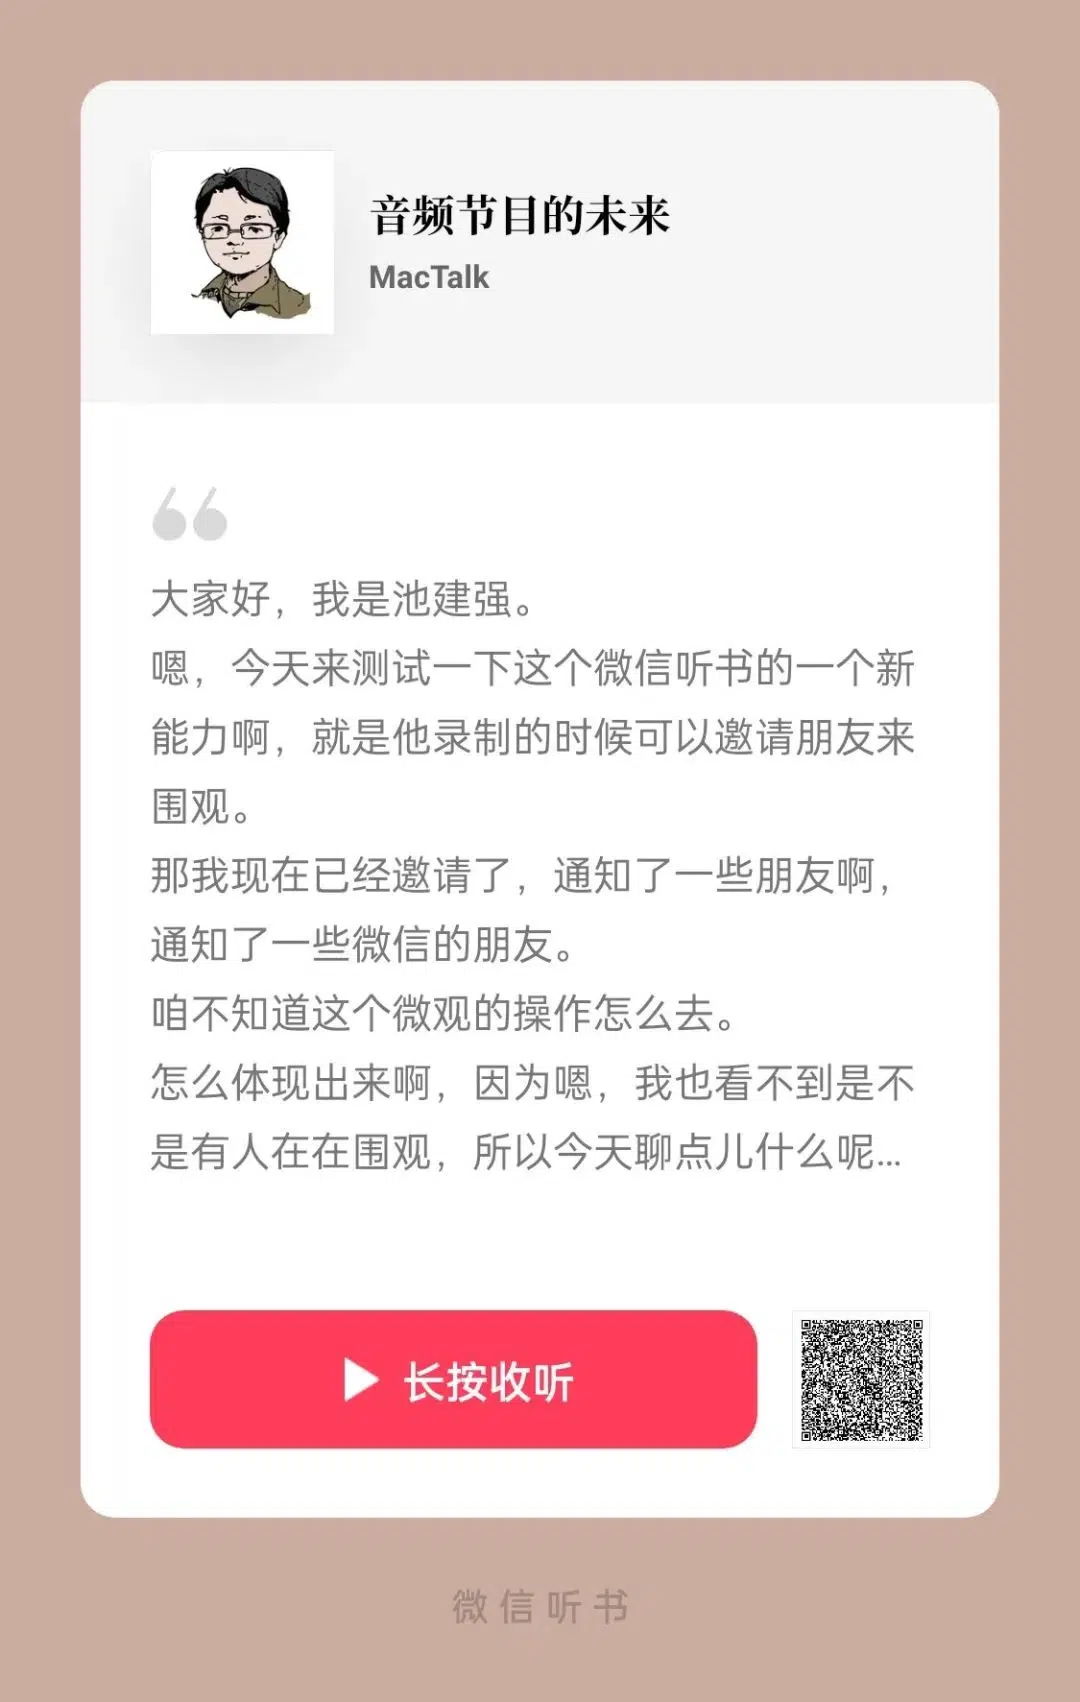 音频节目的未来
MacTalk
大家好，我是池建强。
嗯，今天来测试一下这个微信听书的一个新
能力啊，就是他录制的时候可以邀请朋友来
围观。
那我现在已经邀请了，通知了一些朋友啊，
通知了一些微信的朋友。
咱不知道这个微观的操作怎么去。
怎么体现出来啊，因为嗯，我也看不到是不
是有人在在围观，所以今天聊点儿什么呢...
长按收听
微信听书